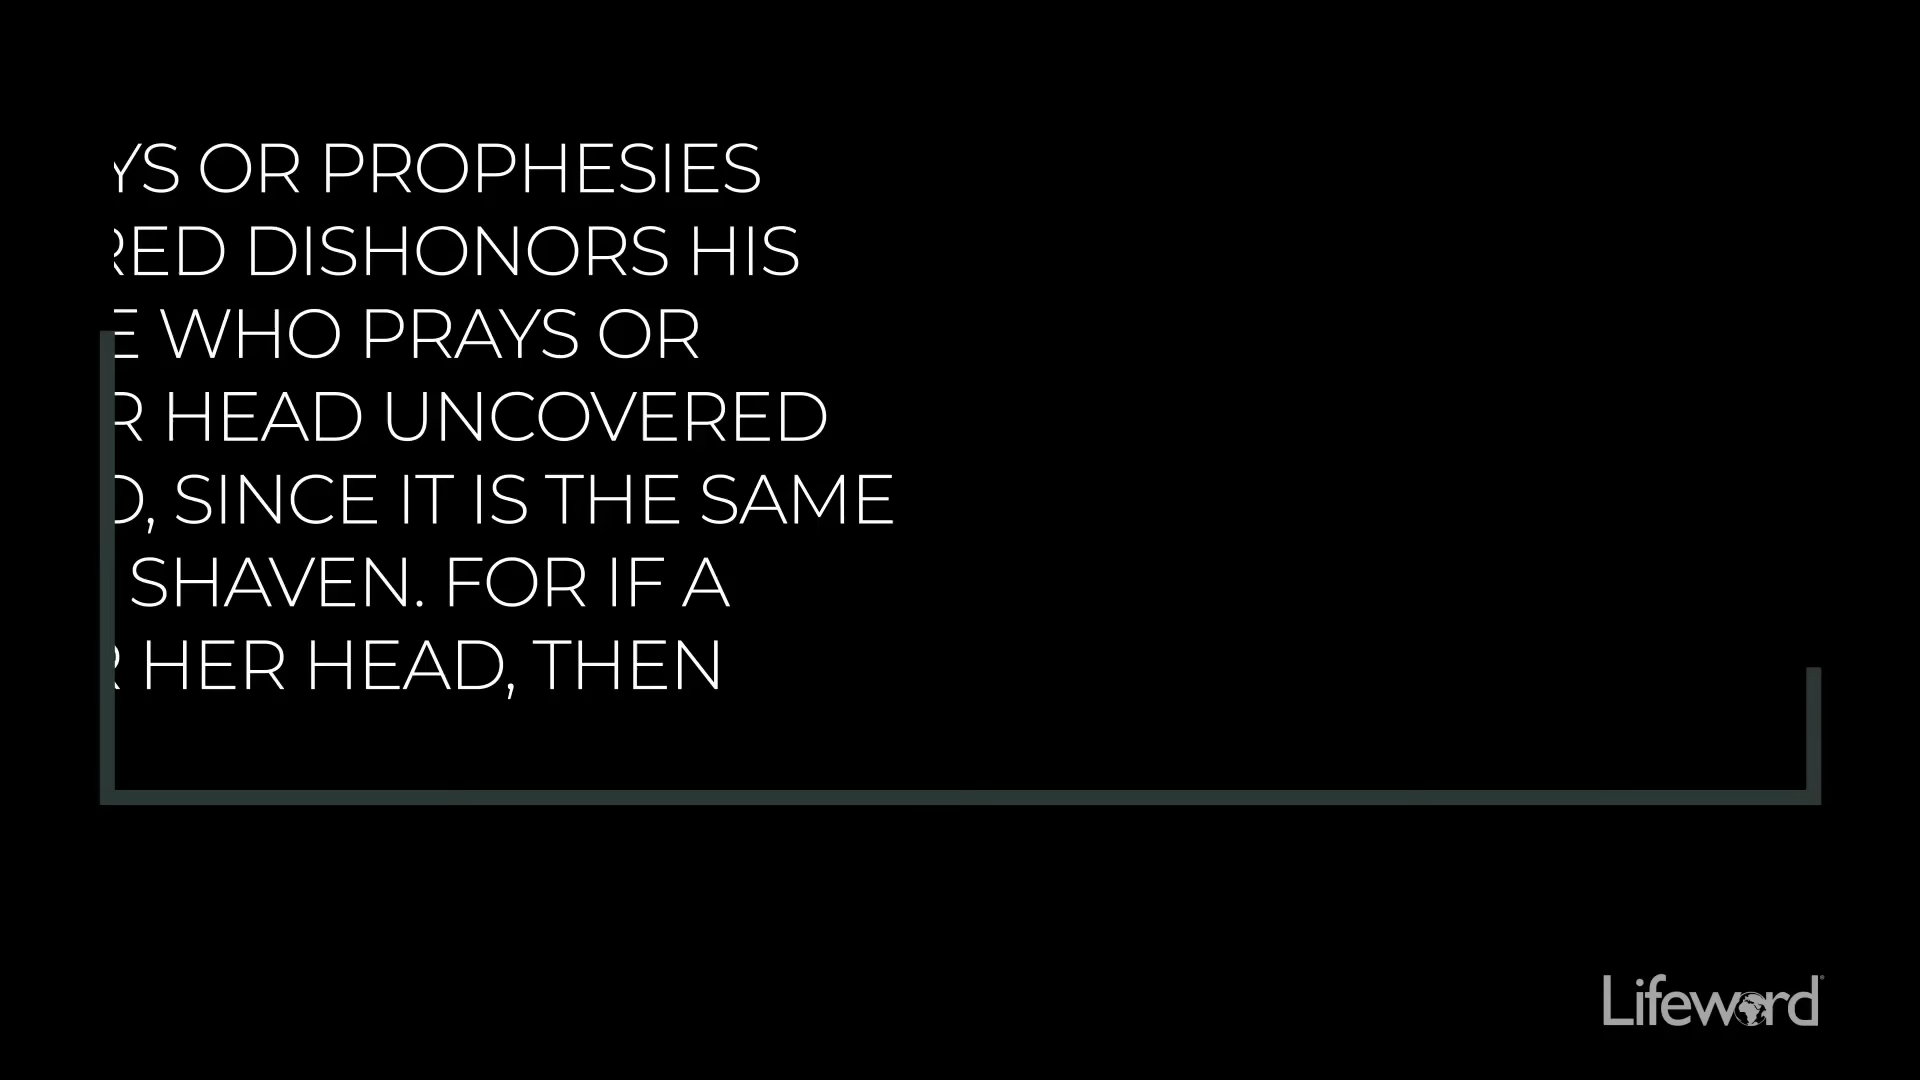 YS OR PROPHESIES
RED DISHONORS HIS
E WHO PRAYS OR
R HEAD UNCOVERED
D, SINCE IT IS THE SAME
SHAVEN. FOR IF A
R HER HEAD, THEN
Lifeword